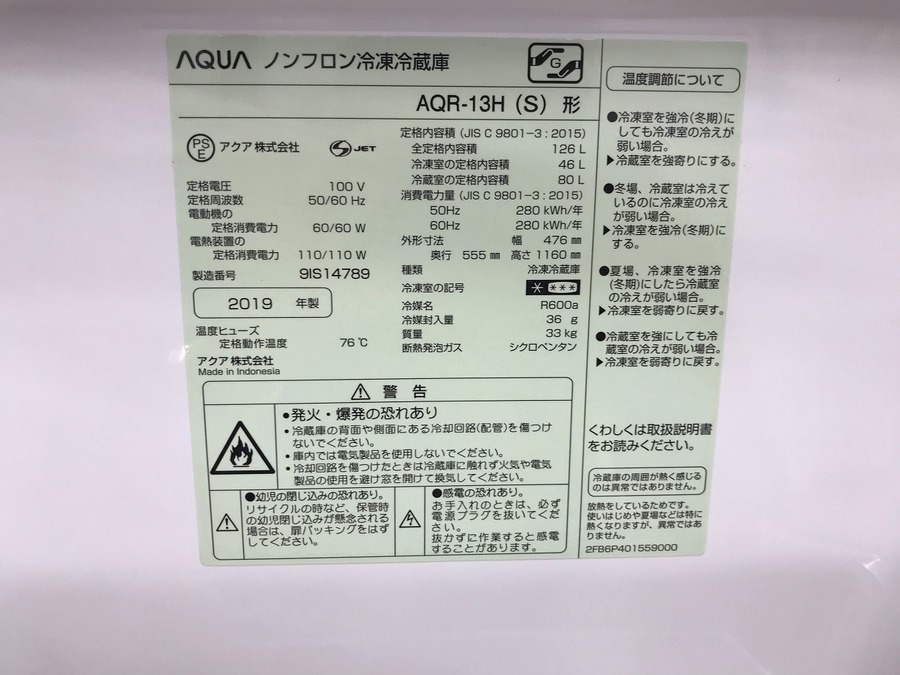 AQUA ノンフロン冷凍冷蔵庫
G
AQR-13H (S) 形
PS
E
アクア 株式会社
S JET
定格電圧 100 V
定格周波数 50/60 Hz
電動機の
定格消費電力 60/60 W
電熱装置の
定格消費電力 110/110 W
製造番号 9IS14789
2019 年製
温度ヒューズ
定格動作温度 76 ℃
アクア 株式会社
Made in Indonesia
定格内容積 (JIS C 9801-3 : 2015)
全定格内容積 126 L
冷凍室の定格内容積 46 L
冷蔵室の定格内容積 80 L
消費電力量 (JIS C 9801-3 : 2015)
50Hz 280 kWh/年
60Hz 280 kWh/年
外形寸法 幅 476 ㎜
奥行 555 ㎜ 高さ 1160 ㎜
種類 冷凍冷蔵庫
冷凍室の記号 * ***
冷媒名 R600a
冷媒封入量 36 g
質量 33 kg
断熱発泡ガス シクロペンタン
⚠ 警告
●発火・爆発の恐れあり
・冷蔵庫の背面や側面にある冷却回路(配管)を傷つけ
ないでください。
・庫内では電気製品を使用しないでください。
・冷却回路を傷つけたときは冷蔵庫に触れず火気や電気
製品の使用を避け窓を開けて換気してください。
●幼児の閉じ込みの恐れあり。
リサイクルの時など、保管時
の幼児閉じ込みが懸念される
場合は、扉パッキングをはず
してください。
●感電の恐れあり。
お手入れのときは、必ず
電源プラグを抜いてくだ
さい。
抜かずに作業すると感電
することがあります。
温度調節について
●冷凍室を強冷(冬期)に
しても冷凍室の冷えが
弱い場合。
▶冷蔵室を強寄りにする。
●冬場、冷蔵室は冷えて
いるのに冷凍室の冷え
が弱い場合。
▶冷凍室を強冷(冬期)に
する。
●夏場、冷凍室を強冷
(冬期)にしたら冷蔵室
の冷えが弱い場合。
▶冷凍室を弱寄りに戻す。
●冷蔵室を強にしても冷
蔵室の冷えが弱い場合。
▶冷凍室を弱寄りに戻す。
くわしくは取扱説明書
をお読みください。
冷蔵庫の周囲が熱く感じる
のは異常ではありません。
放熱をしているためです。
使いはじめや夏場などは特に
熱くなりますが、異常ではあ
りません。
2FB6P401559000